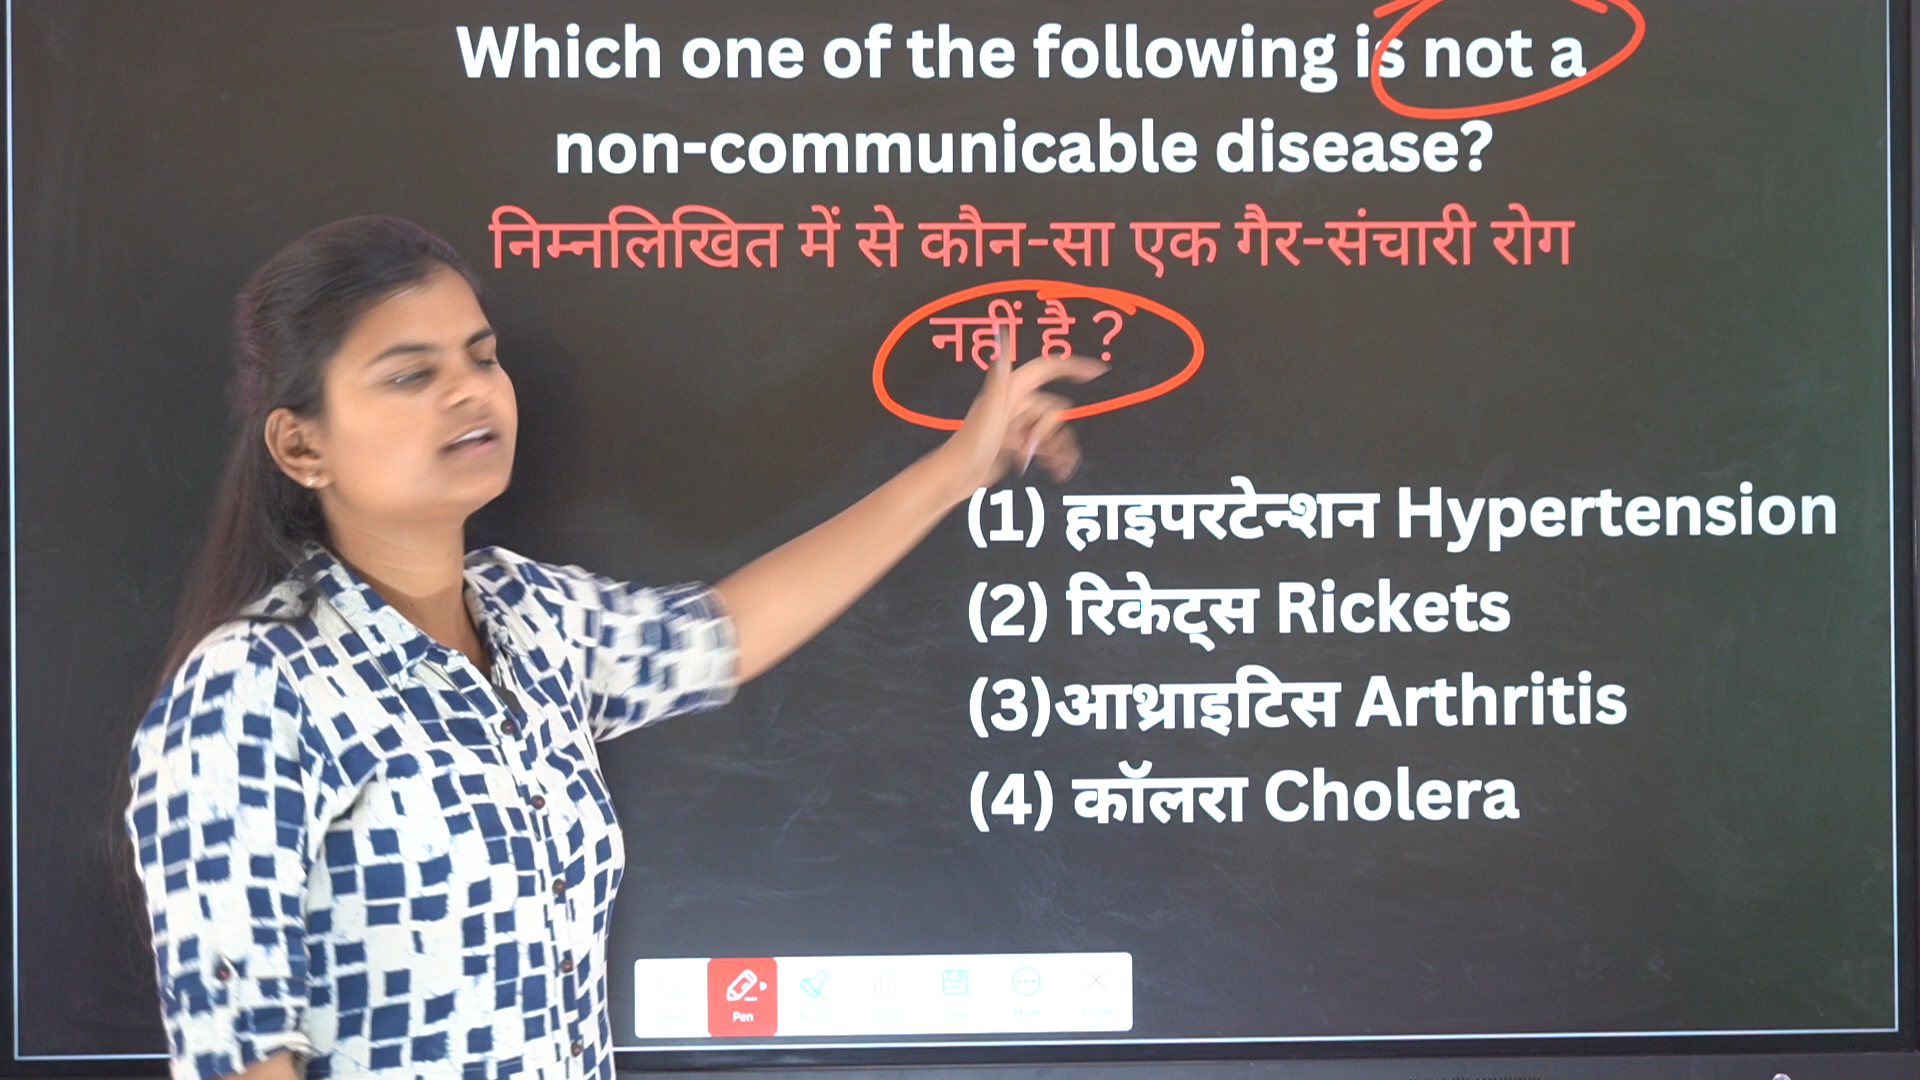 Which one of the following is not a
non-communicable disease?
निम्नलिखित में से कौन-सा एक गैर-संचारी रोग
नहीं है ?
(1) हाइपरटेन्शन Hypertension
(2) रिकेट्स Rickets
(3)आथ्राइटिस Arthritis
(4) कॉलरा Cholera
Pen